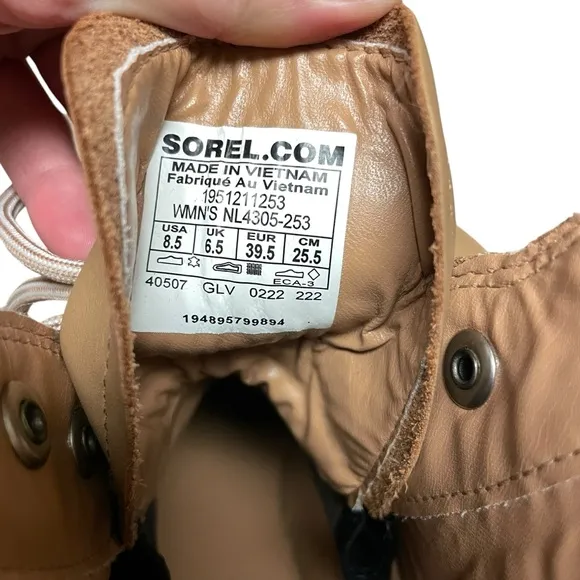 SOREL.COM
MADE IN VIETNAM
Fabriqué Au Vietnam
1951211253
WMN'S NL4305-253
USA UK EUR CM
8.5 6.5 39.5 25.5
ECA-3
40507 GLV 0222 222
194895799894